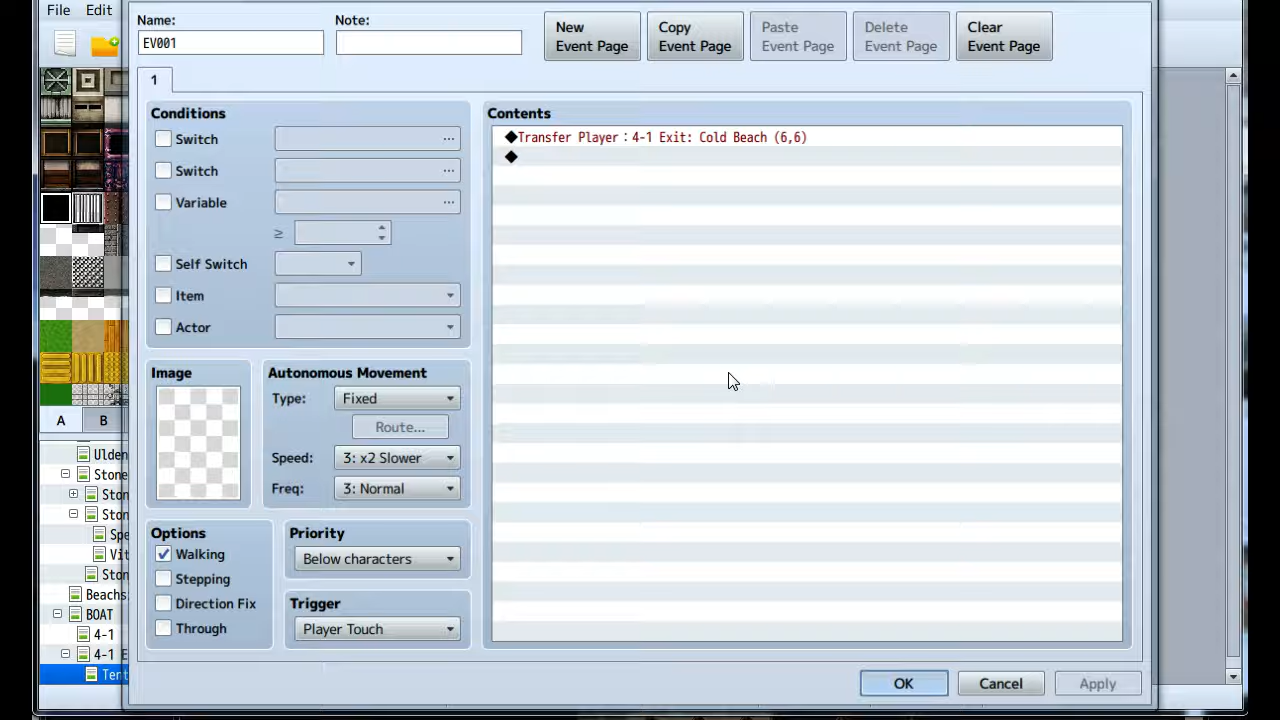 File Edit
Name:
Note:
EV001
New
Event Page
Copy
Event Page
Paste
Event Page
Delete
Event Page
Clear
Event Page
1
Conditions
Switch ...
Switch ...
Variable ...
≥
Self Switch
Item
Actor
Image
Autonomous Movement
Type: Fixed
Route...
Speed: 3: x2 Slower
Freq: 3: Normal
Options
Walking
Stepping
Direction Fix
Through
Priority
Below characters
Trigger
Player Touch
Contents
◆Transfer Player：4-1 Exit: Cold Beach (6,6)
◆
OK
Cancel
Apply
A B
Ulden
Stone
Ston
Ston
Spe
Vit
Ston
Beachs
BOAT
4-1
4-1 E
Tent